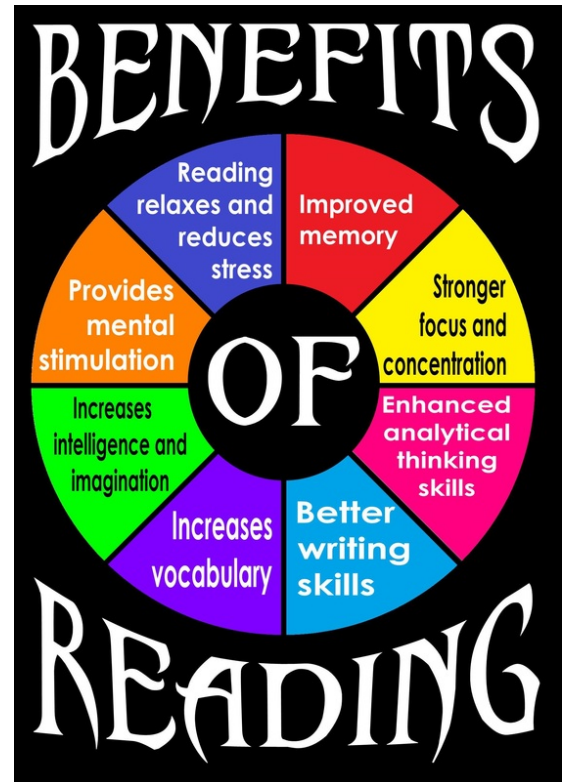 BENEFITS
Reading
relaxes and
reduces
stress
Improved
memory
Stronger
focus and
concentration
Enhanced
analytical
thinking
skills
Better
writing
skills
Increases
vocabulary
Increases
intelligence and
imagination
Provides
mental
stimulation
OF
READING